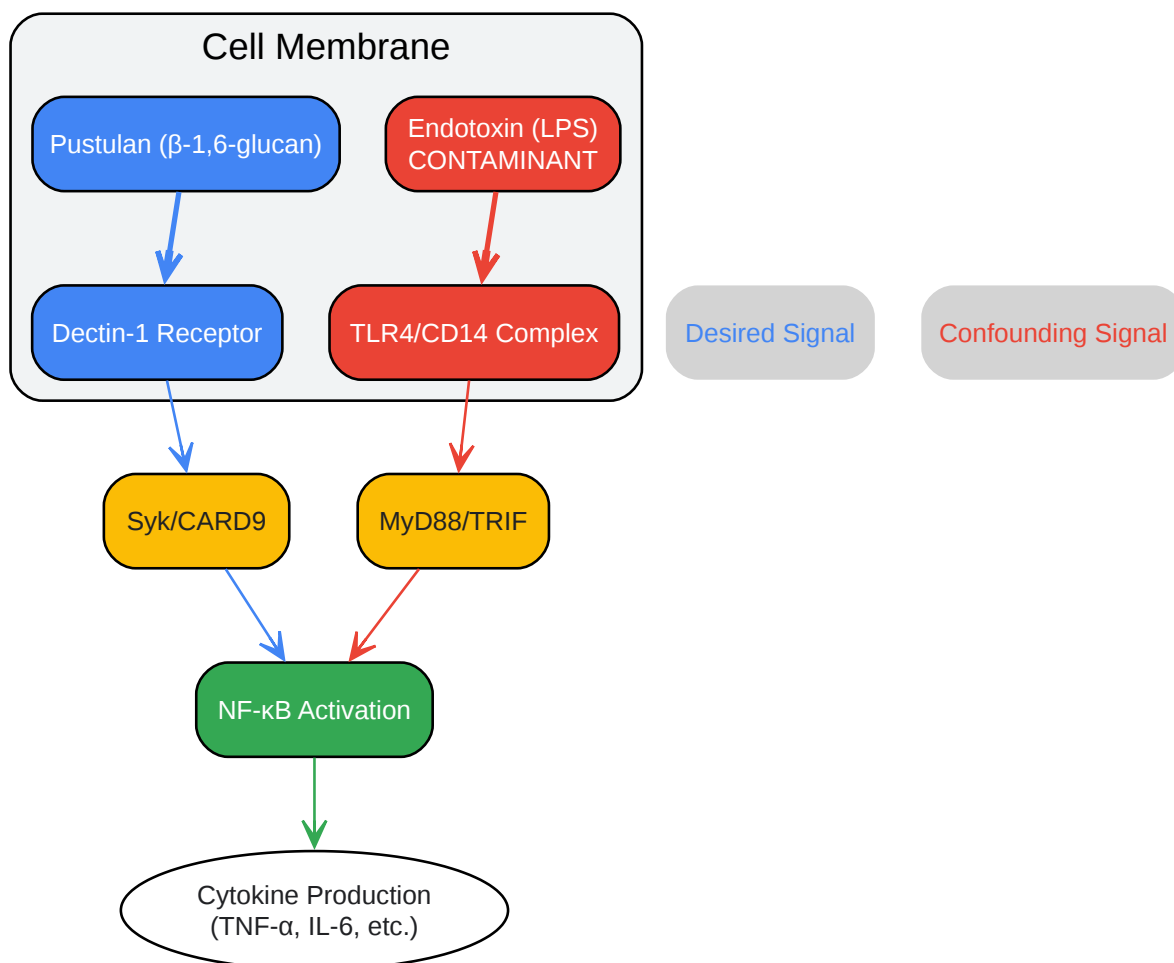 Cell Membrane
Pustulan (β-1,6-glucan)
Endotoxin (LPS)
CONTAMINANT
Dectin-1 Receptor
TLR4/CD14 Complex
Desired Signal
Confounding Signal
Syk/CARD9
MyD88/TRIF
NF-κB Activation
Cytokine Production
(TNF-α, IL-6, etc.)